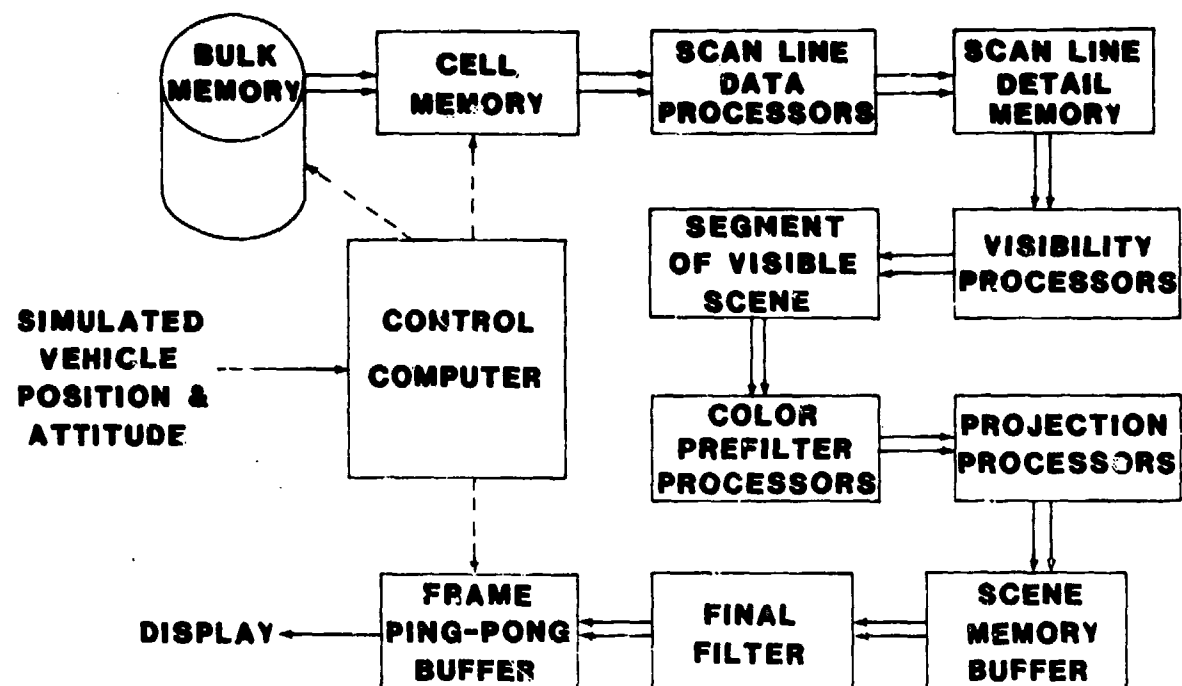 BULK
MEMORY
CELL
MEMORY
SCAN LINE
DATA
PROCESSORS
SCAN LINE
DETAIL
MEMORY
SEGMENT
OF VISIBLE
SCENE
VISIBILITY
PROCESSORS
SIMULATED
VEHICLE
POSITION &
ATTITUDE
CONTROL
COMPUTER
COLOR
PREFILTER
PROCESSORS
PROJECTION
PROCESSORS
DISPLAY
FRAME
PING-PONG
BUFFER
FINAL
FILTER
SCENE
MEMORY
BUFFER